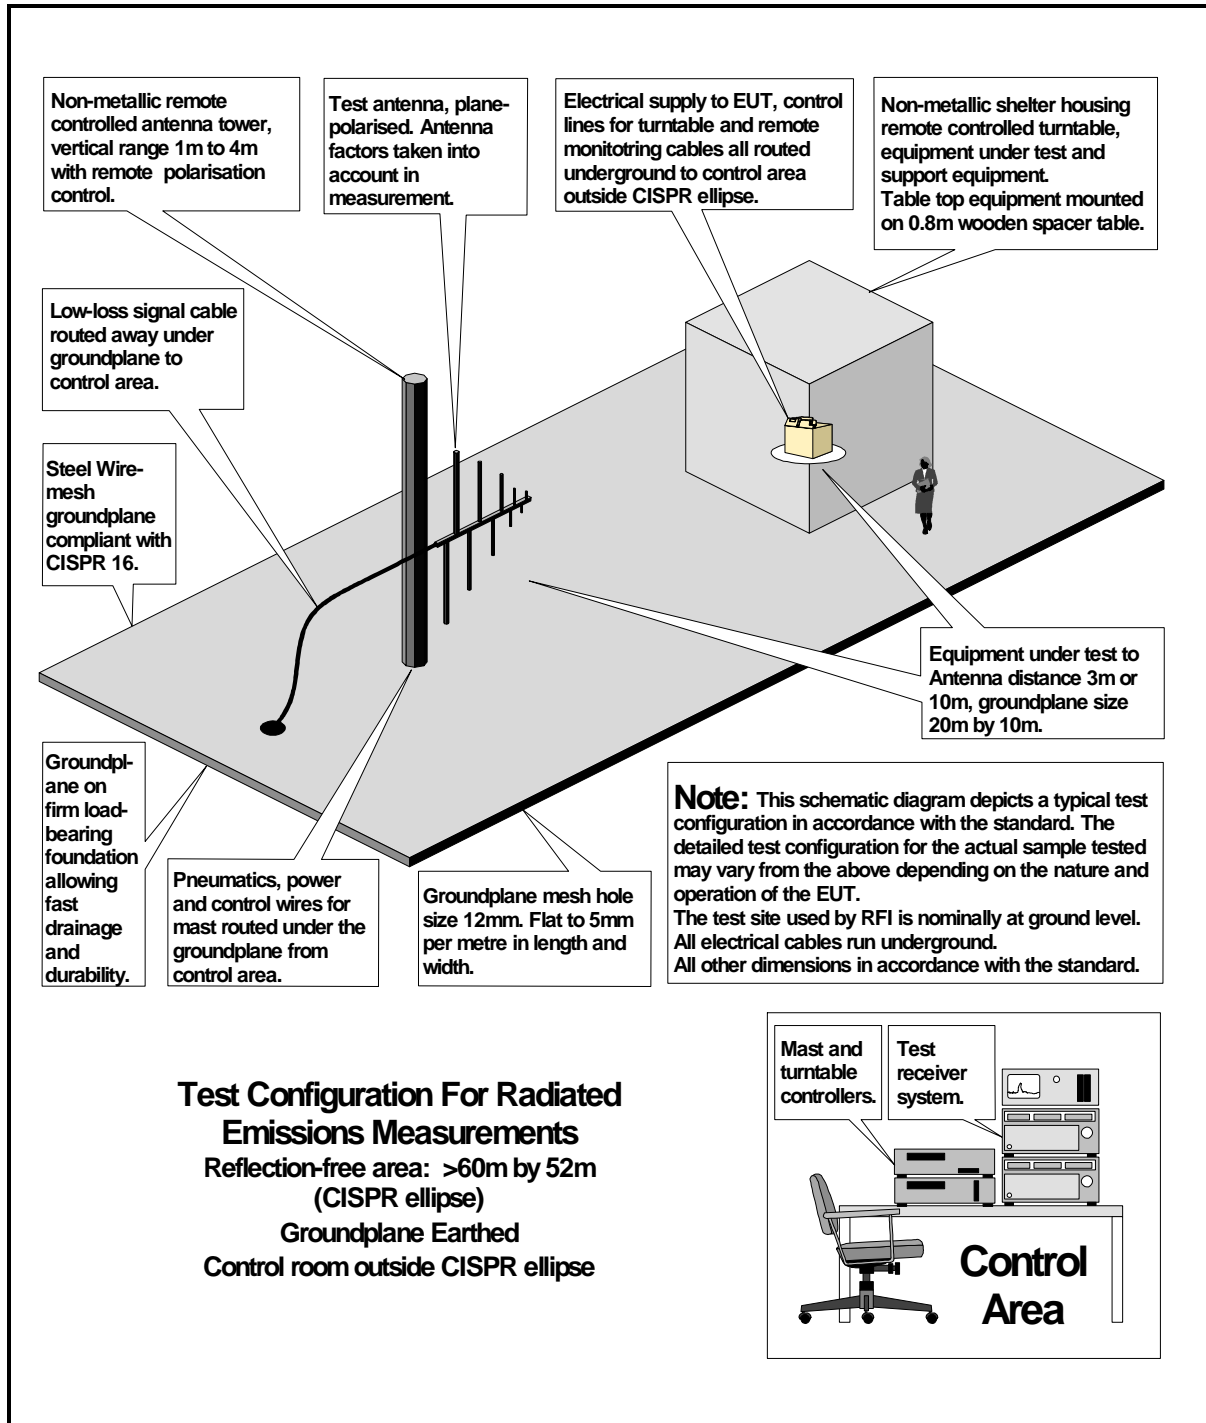 Non-metallic remote
controlled antenna tower,
vertical range 1m to 4m
with remote polarisation
control.
Test antenna, plane-
polarised. Antenna
factors taken into
account in
measurement.
Electrical supply to EUT, control
lines for turntable and remote
monitotring cables all routed
underground to control area
outside CISPR ellipse.
Non-metallic shelter housing
remote controlled turntable,
equipment under test and
support equipment.
Table top equipment mounted
on 0.8m wooden spacer table.
Low-loss signal cable
routed away under
groundplane to
control area.
Steel Wire-
mesh
groundplane
compliant with
CISPR 16.
Equipment under test to
Antenna distance 3m or
10m, groundplane size
20m by 10m.
Groundpl-
ane on
firm load-
bearing
foundation
allowing
fast
drainage
and
durability.
Pneumatics, power
and control wires for
mast routed under the
groundplane from
control area.
Groundplane mesh hole
size 12mm. Flat to 5mm
per metre in length and
width.
Note: This schematic diagram depicts a typical test
configuration in accordance with the standard. The
detailed test configuration for the actual sample tested
may vary from the above depending on the nature and
operation of the EUT.
The test site used by RFI is nominally at ground level.
All electrical cables run underground.
All other dimensions in accordance with the standard.
Test Configuration For Radiated
Emissions Measurements
Reflection-free area: >60m by 52m
(CISPR ellipse)
Groundplane Earthed
Control room outside CISPR ellipse
Mast and
turntable
controllers.
Test
receiver
system.
Control
Area